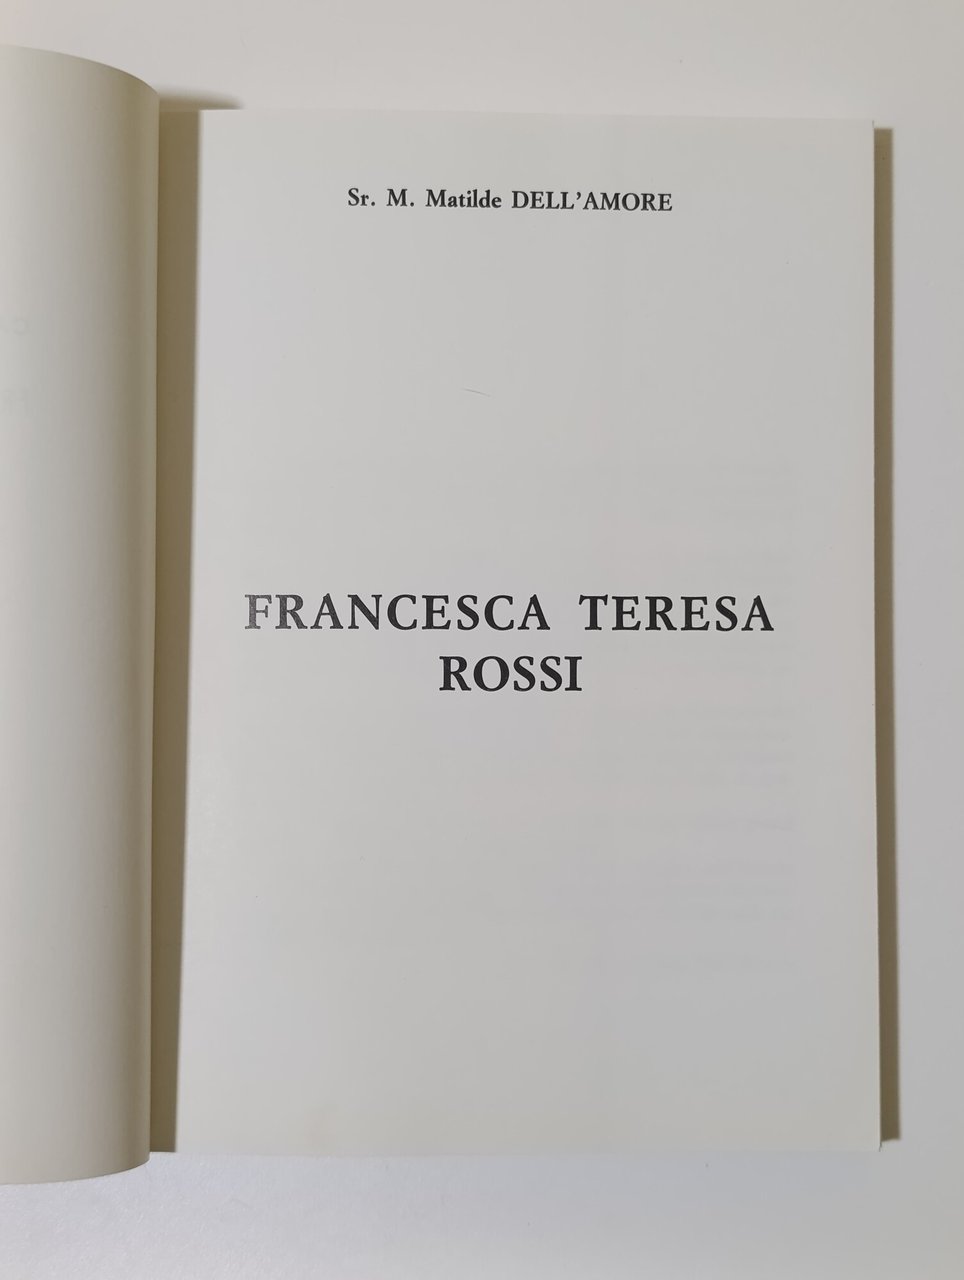 Sr. M. Matilde DELL'AMORE
FRANCESCA TERESA
ROSSI